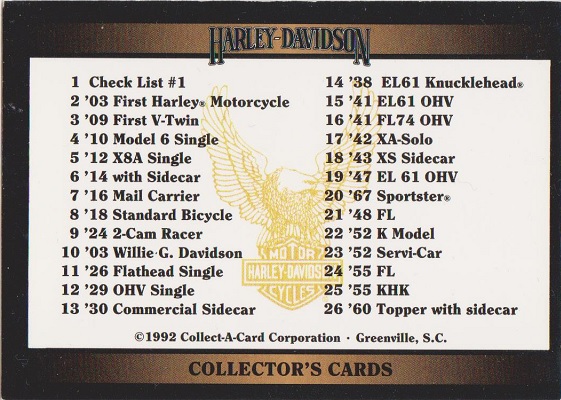 HARLEY-DAVIDSON
1 Check List #1
2 '03 First Harley® Motorcycle
3 '09 First V-Twin
4 '10 Model 6 Single
5 '12 X8A Single
6 '14 with Sidecar
7 '16 Mail Carrier
8 '18 Standard Bicycle
9 '24 2-Cam Racer
10 '03 Willie G. Davidson
11 '26 Flathead Single
12 '29 OHV Single
13 '30 Commercial Sidecar
14 '38 EL61 Knucklehead®
15 '41 EL61 OHV
16 '41 FL74 OHV
17 '42 XA-Solo
18 '43 XS Sidecar
19 '47 EL 61 OHV
20 '67 Sportster®
21 '48 FL
22 '52 K Model
23 '52 Servi-Car
24 '55 FL
25 '55 KHK
26 '60 Topper with sidecar
MOTOR
HARLEY-DAVIDSON
CYCLES
©1992 Collect-A-Card Corporation · Greenville, S.C.
COLLECTOR'S CARDS